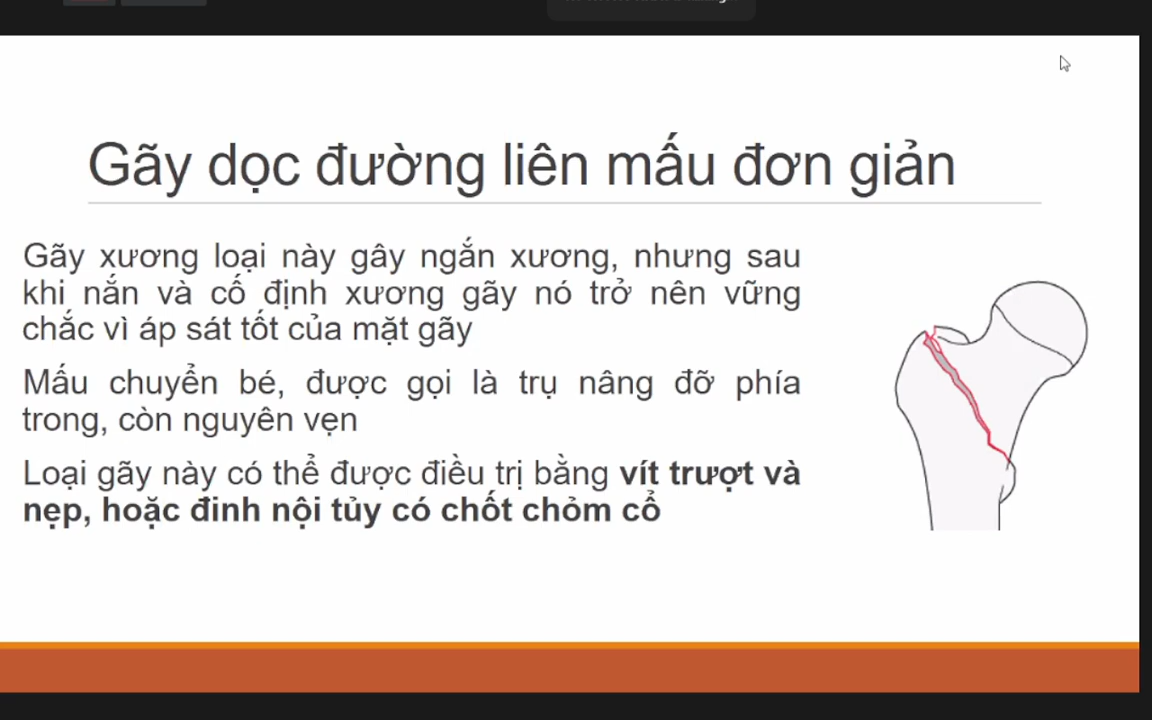 Gãy dọc đường liên mấu đơn giản
Gãy xương loại này gây ngắn xương, nhưng sau
khi nắn và cố định xương gãy nó trở nên vững
chắc vì áp sát tốt của mặt gãy
Mấu chuyển bé, được gọi là trụ nâng đỡ phía
trong, còn nguyên vẹn
Loại gãy này có thể được điều trị bằng vít trượt và
nẹp, hoặc đinh nội tủy có chốt chỏm cổ